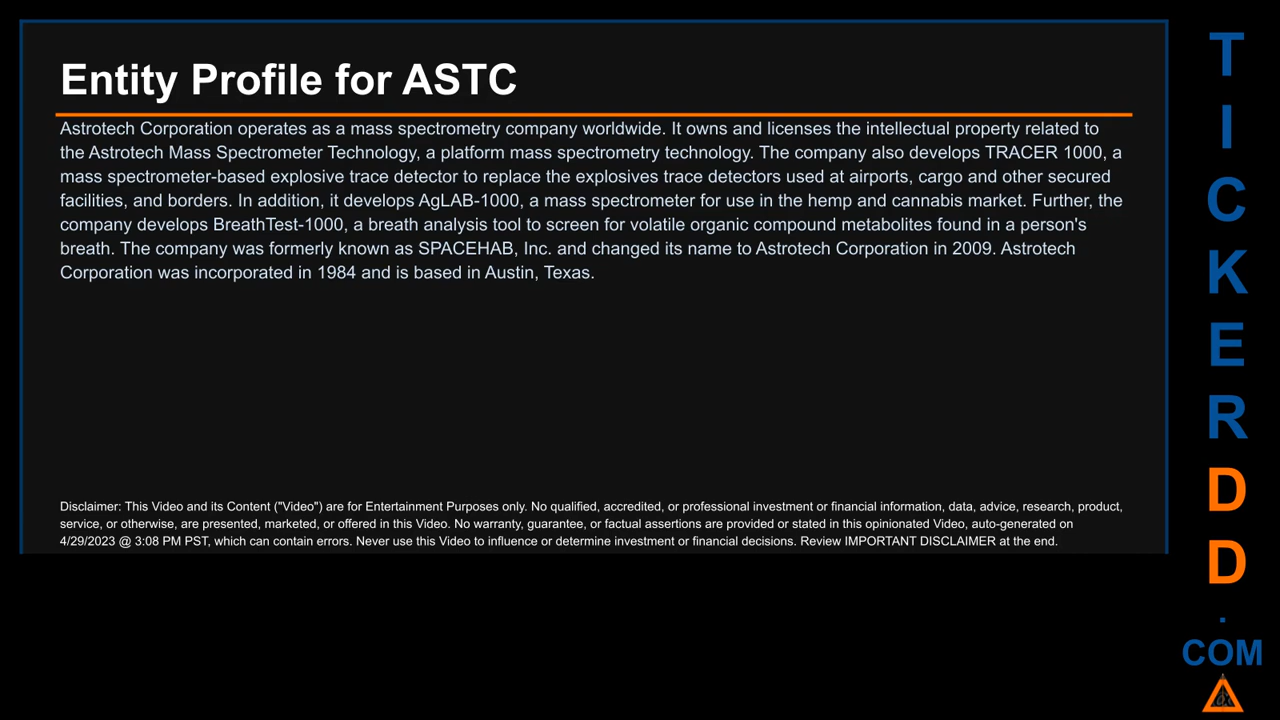 Entity Profile for ASTC
Astrotech Corporation operates as a mass spectrometry company worldwide. It owns and licenses the intellectual property related to
the Astrotech Mass Spectrometer Technology, a platform mass spectrometry technology. The company also develops TRACER 1000, a
mass spectrometer-based explosive trace detector to replace the explosives trace detectors used at airports, cargo and other secured
facilities, and borders. In addition, it develops AgLAB-1000, a mass spectrometer for use in the hemp and cannabis market. Further, the
company develops BreathTest-1000, a breath analysis tool to screen for volatile organic compound metabolites found in a person's
breath. The company was formerly known as SPACEHAB, Inc. and changed its name to Astrotech Corporation in 2009. Astrotech
Corporation was incorporated in 1984 and is based in Austin, Texas.
Disclaimer: This Video and its Content ("Video") are for Entertainment Purposes only. No qualified, accredited, or professional investment or financial information, data, advice, research, product,
service, or otherwise, are presented, marketed, or offered in this Video. No warranty, guarantee, or factual assertions are provided or stated in this opinionated Video, auto-generated on
4/29/2023 @ 3:08 PM PST, which can contain errors. Never use this Video to influence or determine investment or financial decisions. Review IMPORTANT DISCLAIMER at the end.
T
I
C
K
E
R
D
D
.
COM